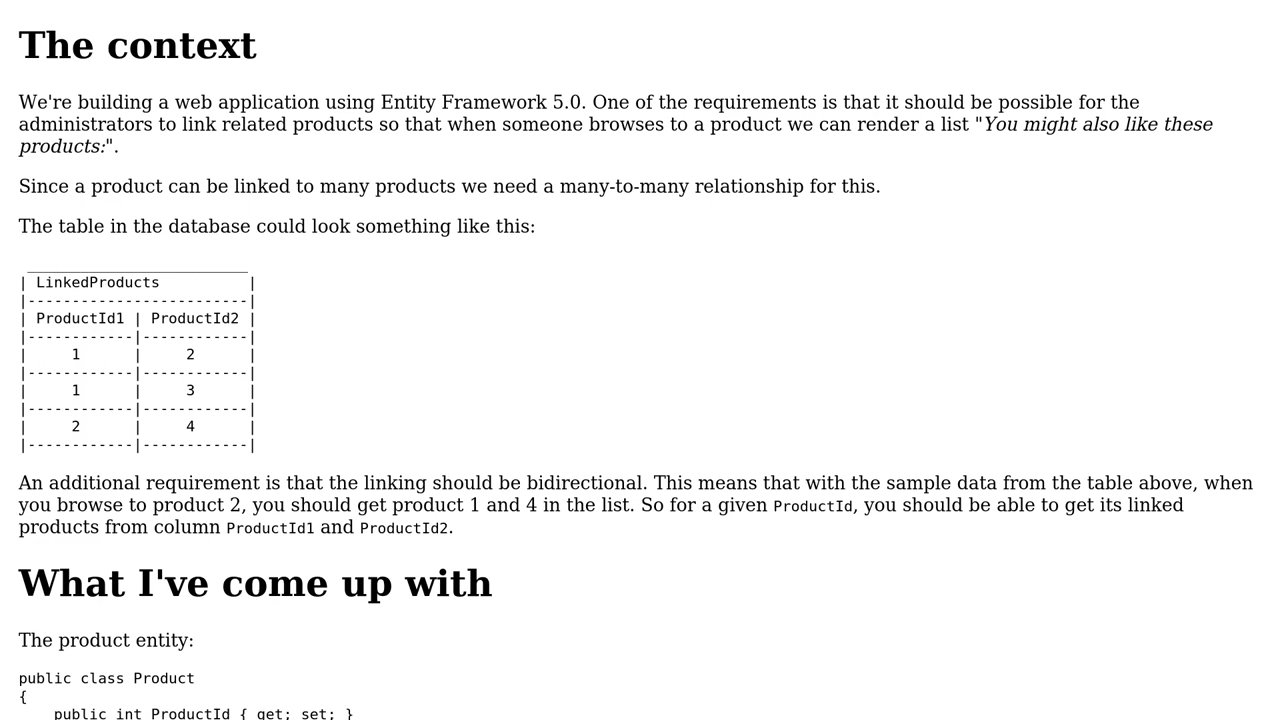 The context
We're building a web application using Entity Framework 5.0. One of the requirements is that it should be possible for the
administrators to link related products so that when someone browses to a product we can render a list "You might also like these
products:".
Since a product can be linked to many products we need a many-to-many relationship for this.
The table in the database could look something like this:
 _________________________
| LinkedProducts          |
|-------------------------|
| ProductId1 | ProductId2 |
|------------|------------|
|     1      |     2      |
|------------|------------|
|     1      |     3      |
|------------|------------|
|     2      |     4      |
|------------|------------|
An additional requirement is that the linking should be bidirectional. This means that with the sample data from the table above, when
you browse to product 2, you should get product 1 and 4 in the list. So for a given ProductId, you should be able to get its linked
products from column ProductId1 and ProductId2.
What I've come up with
The product entity:
public class Product
{
    public int ProductId { get; set; }